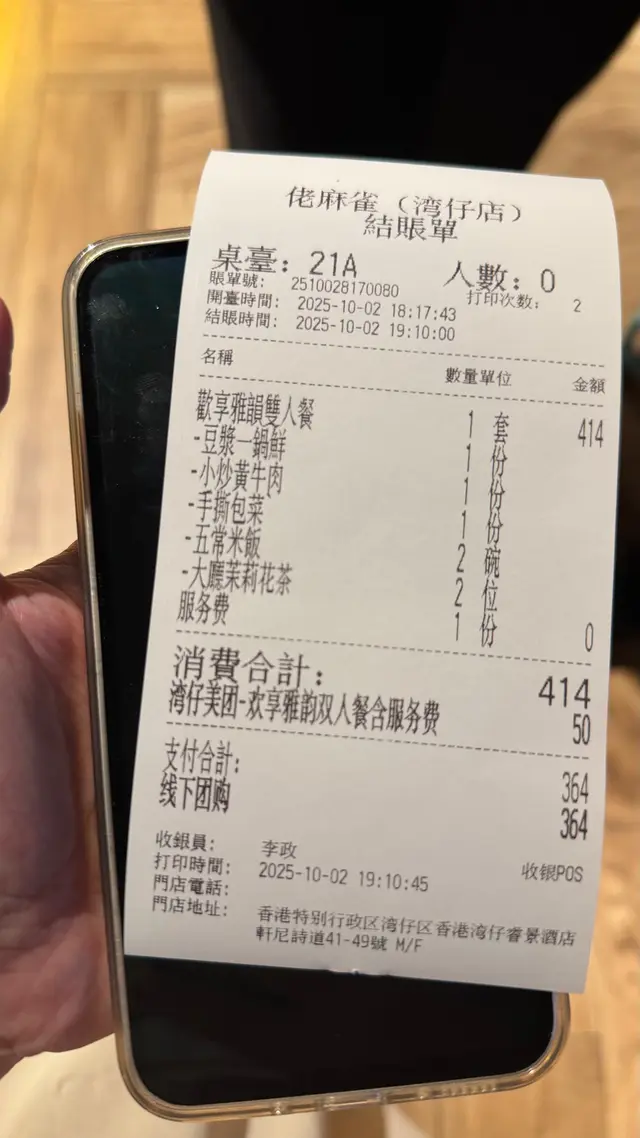 佬麻雀（湾仔店）
結賬單
桌臺：21A 人數：0
賬單號： 2510028170080 打印次数： 2
開臺時間： 2025-10-02 18:17:43
結賬時間： 2025-10-02 19:10:00
名稱 數量單位 金額
歡享雅韻雙人餐 1 套 414
-豆漿一鍋鮮 1 份
-小炒黃牛肉 1 份
-手撕包菜 1 份
-五常米飯 2 碗
-大廳茉莉花茶 2 位
服务费 1 份 0
消費合計： 414
湾仔美团-欢享雅韵双人餐含服务费 50
支付合計： 364
线下团购 364
收銀員： 李政 收银POS
打印時間： 2025-10-02 19:10:45
門店電話：
門店地址： 香港特别行政区湾仔区香港湾仔睿景酒店
軒尼詩道41-49號 M/F